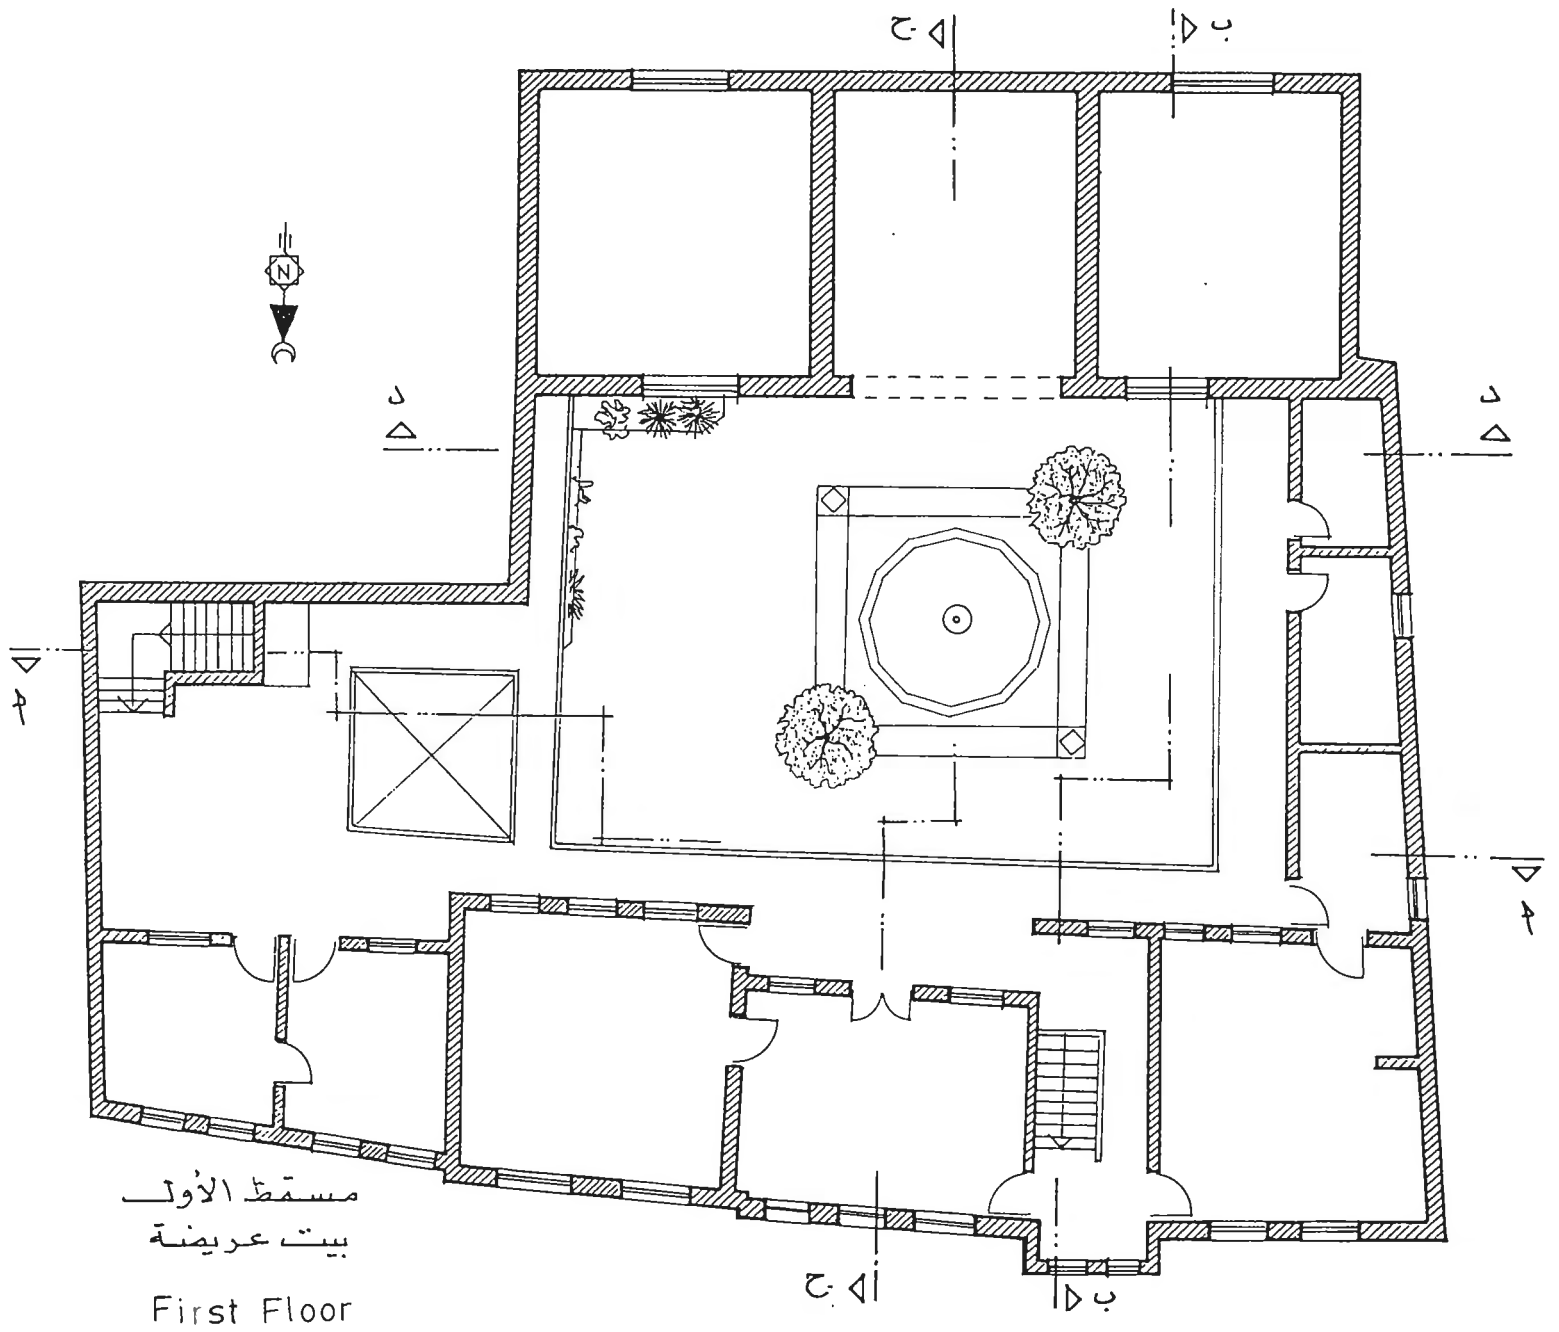 ج ب
N
د د
م م
مسقط الأول
بيت عريضة
First Floor
ج ب